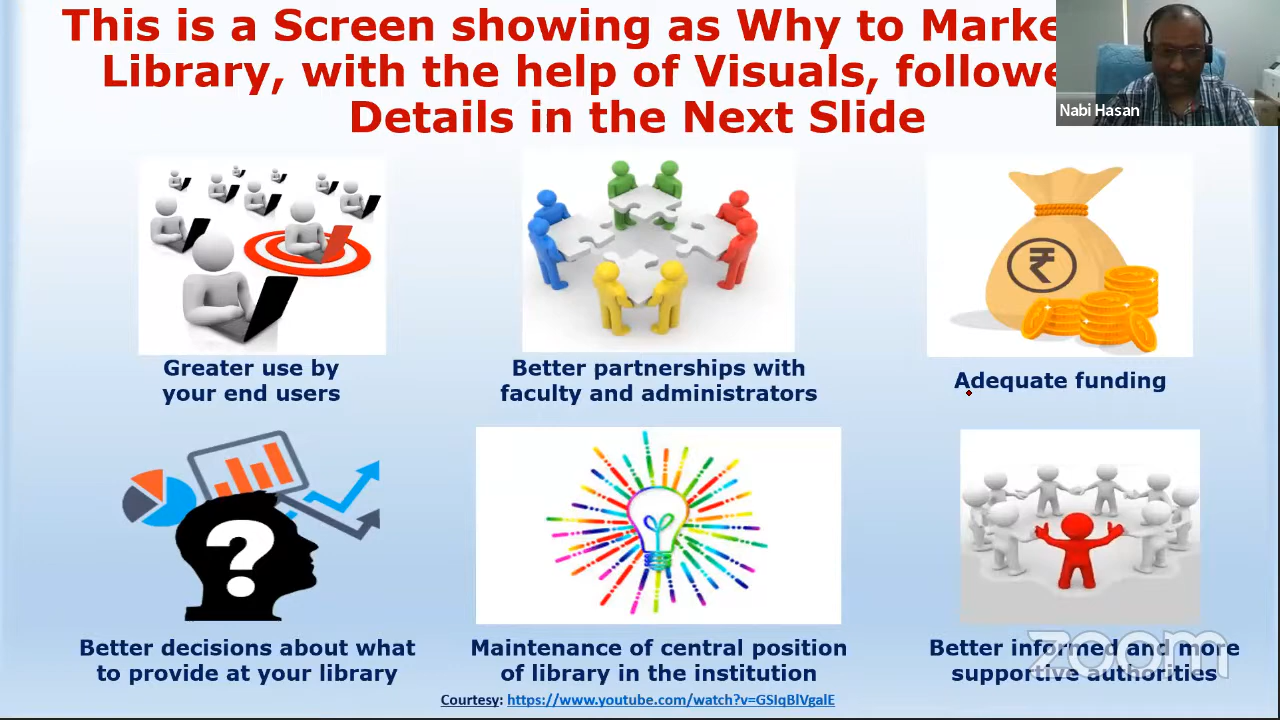 This is a Screen showing as Why to Marke
Library, with the help of Visuals, followe
Details in the Next Slide
Nabi Hasan
₹
Greater use by
your end users
Better partnerships with
faculty and administrators
Adequate funding
?
Better decisions about what
to provide at your library
Maintenance of central position
of library in the institution
Better informed and more
supportive authorities
zoom
Courtesy: https://www.youtube.com/watch?v=GSIqBlVgalE